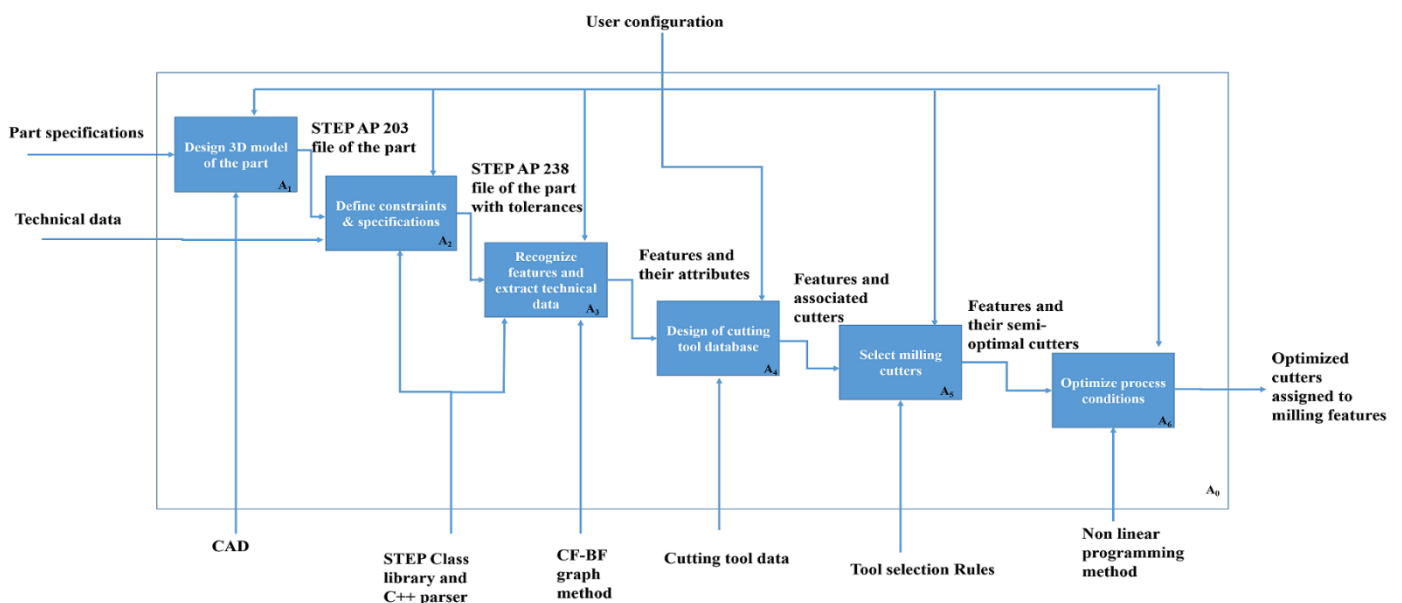 User configuration
Part specifications
Design 3D model
of the part
A1
STEP AP 203
file of the part
Technical data
Define constraints
& specifications
A2
STEP AP 238
file of the part
with tolerances
Recognize
features and
extract technical
data
A3
Features and
their attributes
Design of cutting
tool database
A4
Features and
associated
cutters
Select milling
cutters
A5
Features and
their semi-
optimal cutters
Optimize process
conditions
A6
Optimized
cutters
assigned to
milling features
A0
CAD
STEP Class
library and
C++ parser
CF-BF
graph
method
Cutting tool data
Tool selection Rules
Non linear
programming
method